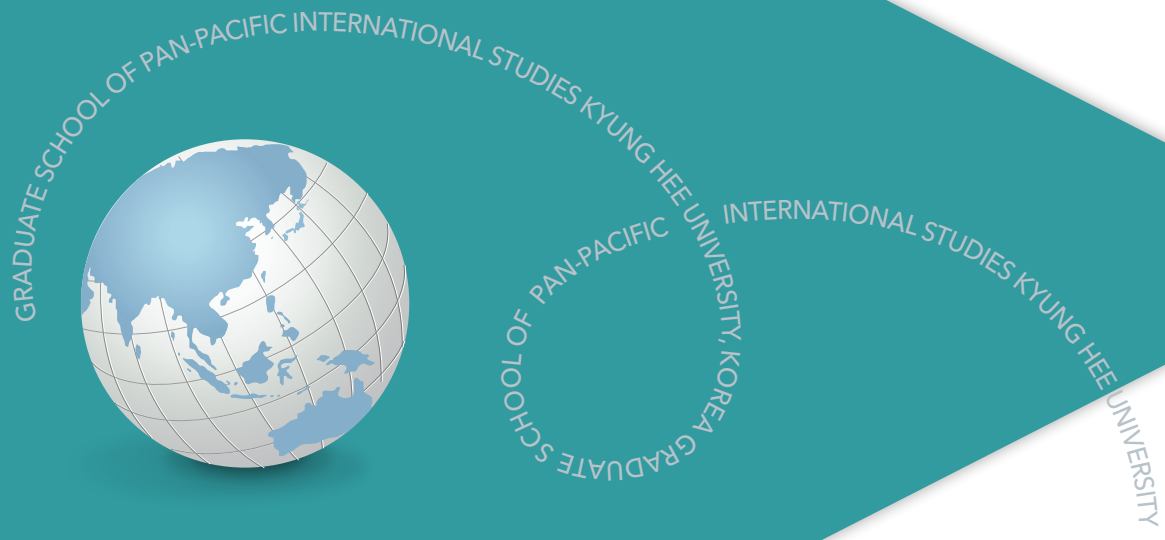 GRADUATE SCHOOL OF PAN-PACIFIC INTERNATIONAL STUDIES KYUNG HEE UNIVERSITY, KOREA GRADUATE SCHOOL OF PAN-PACIFIC INTERNATIONAL STUDIES KYUNG HEE UNIVERSITY